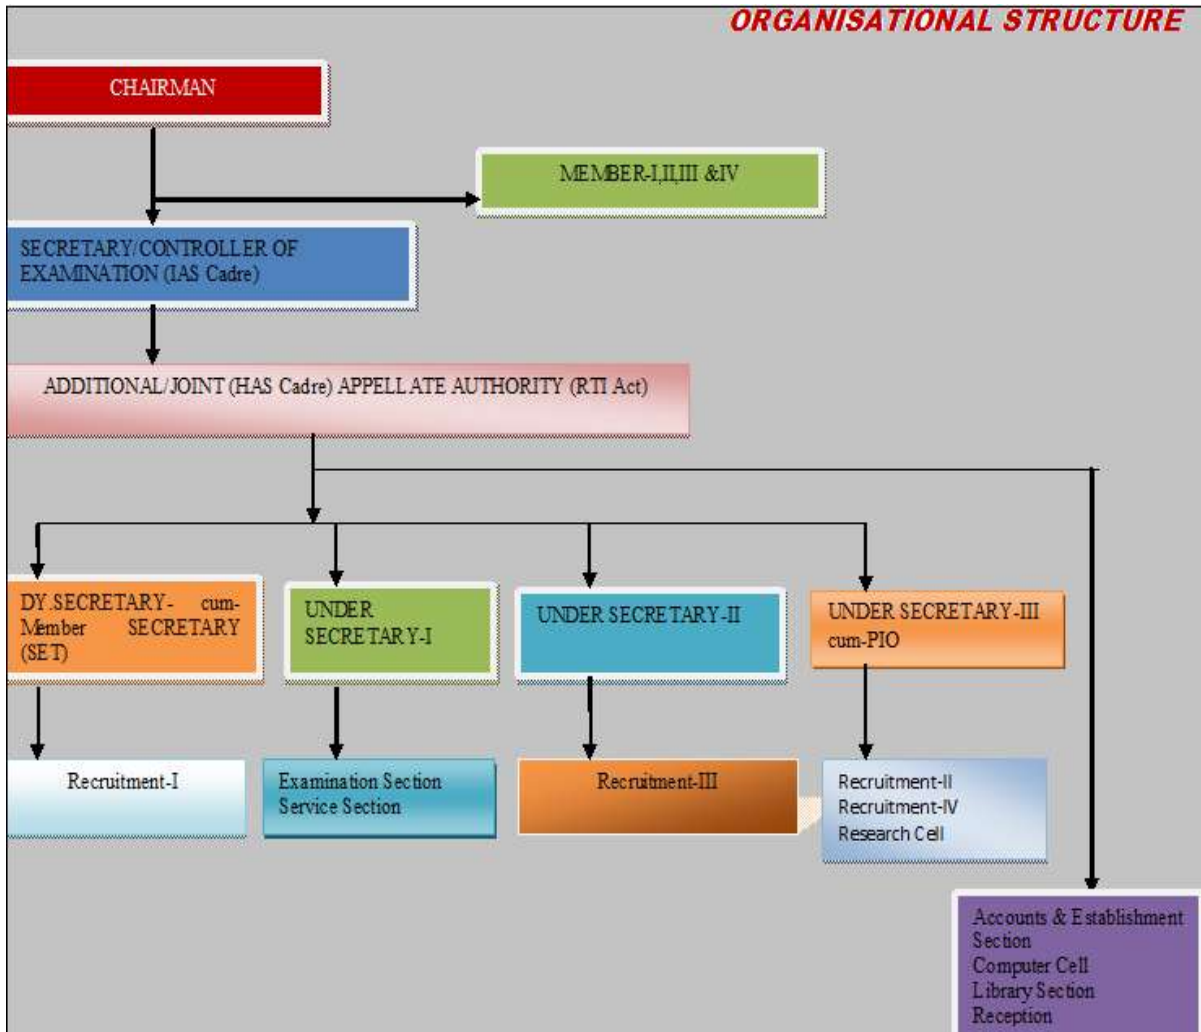 ORGANISATIONAL STRUCTURE
CHAIRMAN
MEMBER-I,II,III &IV
SECRETARY/CONTROLLER OF
EXAMINATION (IAS Cadre)
ADDITIONAL/JOINT (HAS Cadre) APPELLATE AUTHORITY (RTI Act)
DY.SECRETARY- cum-
Member SECRETARY
(SET)
UNDER
SECRETARY-I
UNDER SECRETARY-II
UNDER SECRETARY-III
cum-PIO
Recruitment-I
Examination Section
Service Section
Recruitment-III
Recruitment-II
Recruitment-IV
Research Cell
Accounts & Establishment
Section
Computer Cell
Library Section
Reception